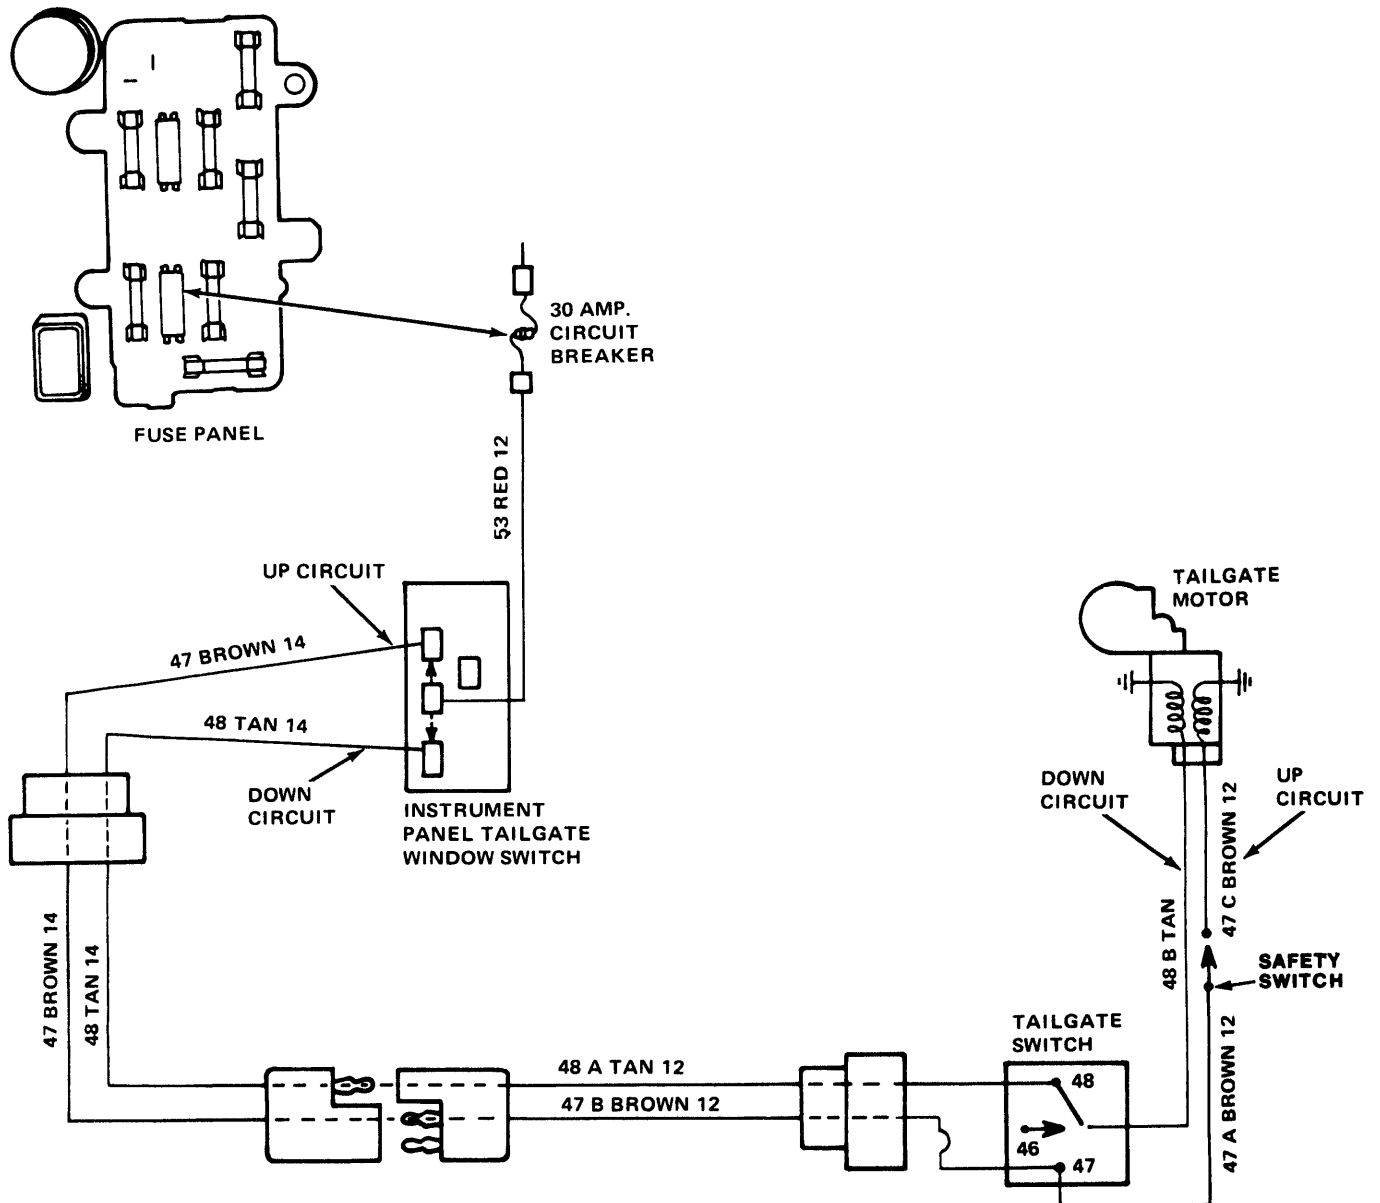 30 AMP.
CIRCUIT
BREAKER
FUSE PANEL
53 RED 12
UP CIRCUIT
TAILGATE
MOTOR
47 BROWN 14
48 TAN 14
DOWN
CIRCUIT
INSTRUMENT
PANEL TAILGATE
WINDOW SWITCH
DOWN
CIRCUIT
UP
CIRCUIT
47 C BROWN 12
48 B TAN
SAFETY
SWITCH
47 BROWN 14
48 TAN 14
TAILGATE
SWITCH
47 A BROWN 12
48 A TAN 12
47 B BROWN 12
48
46
47